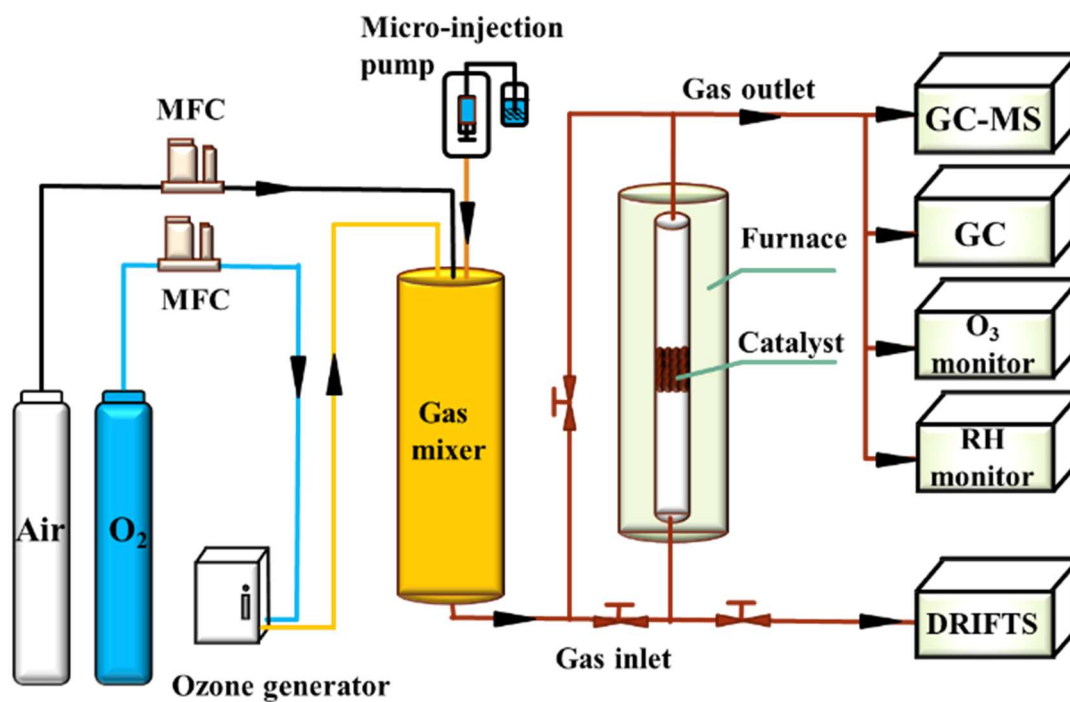 Micro-injection
pump
MFC
MFC
Gas outlet
GC-MS
GC
O₃
monitor
RH
monitor
DRIFTS
Furnace
Catalyst
Gas
mixer
Air
O₂
Ozone generator
Gas inlet